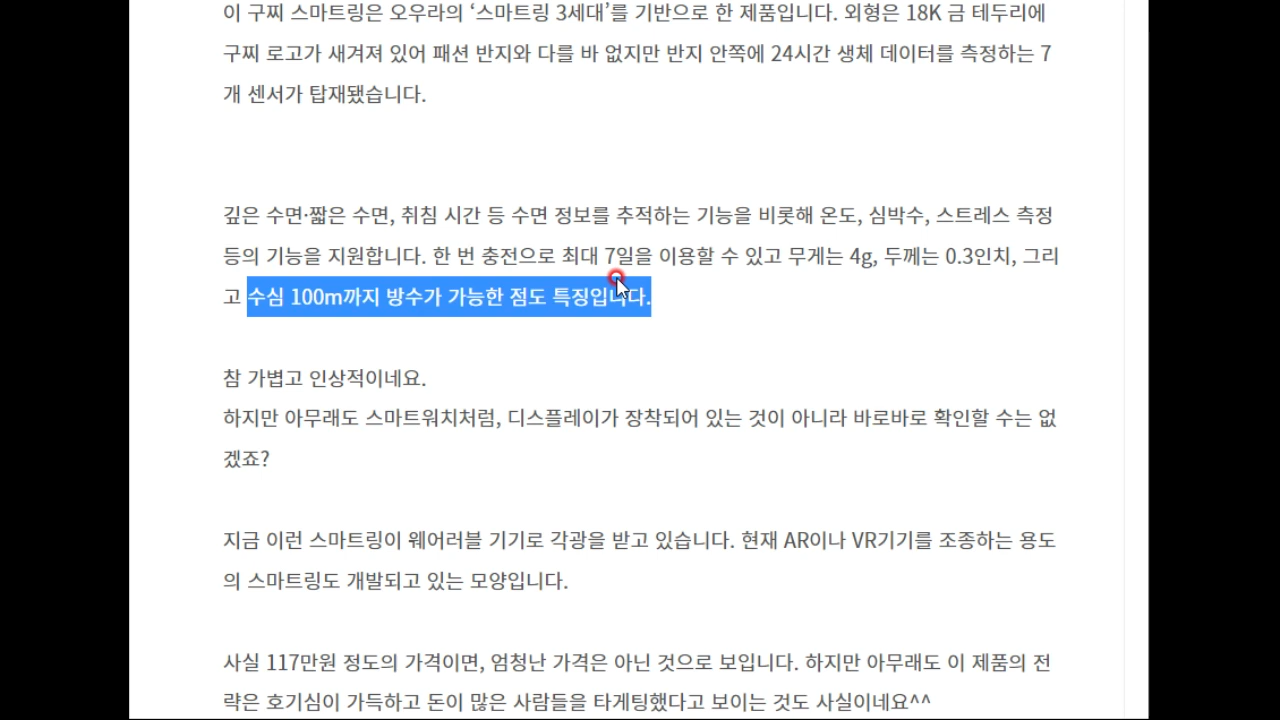 이 구찌 스마트링은 오우라의 ‘스마트링 3세대’를 기반으로 한 제품입니다. 외형은 18K 금 테두리에
구찌 로고가 새겨져 있어 패션 반지와 다를 바 없지만 반지 안쪽에 24시간 생체 데이터를 측정하는 7
개 센서가 탑재됐습니다.
깊은 수면·짧은 수면, 취침 시간 등 수면 정보를 추적하는 기능을 비롯해 온도, 심박수, 스트레스 측정
등의 기능을 지원합니다. 한 번 충전으로 최대 7일을 이용할 수 있고 무게는 4g, 두께는 0.3인치, 그리
고 수심 100m까지 방수가 가능한 점도 특징입니다.
참 가볍고 인상적이네요.
하지만 아무래도 스마트워치처럼, 디스플레이가 장착되어 있는 것이 아니라 바로바로 확인할 수는 없
겠죠?
지금 이런 스마트링이 웨어러블 기기로 각광을 받고 있습니다. 현재 AR이나 VR기기를 조종하는 용도
의 스마트링도 개발되고 있는 모양입니다.
사실 117만원 정도의 가격이면, 엄청난 가격은 아닌 것으로 보입니다. 하지만 아무래도 이 제품의 전
략은 호기심이 가득하고 돈이 많은 사람들을 타게팅했다고 보이는 것도 사실이네요^^